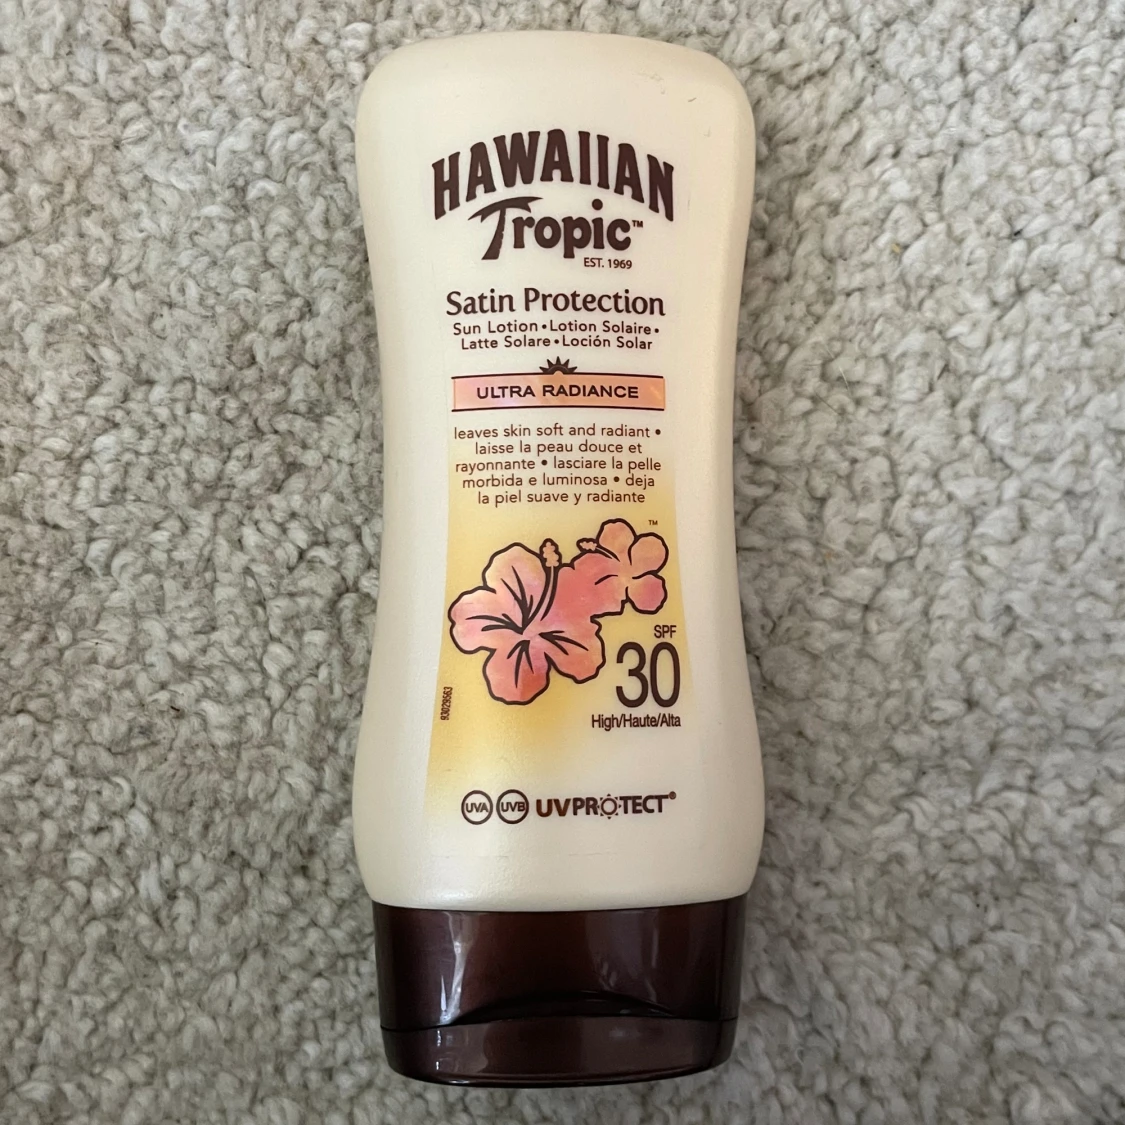 HAWAIIAN
Tropic™
EST. 1969
Satin Protection
Sun Lotion • Lotion Solaire •
Latte Solare • Loción Solar
ULTRA RADIANCE
leaves skin soft and radiant •
laisse la peau douce et
rayonnante • lasciare la pelle
morbida e luminosa • deja
la piel suave y radiante
™
SPF
30
High/Haute/Alta
93029563
UVA UVB UVPROTECT®